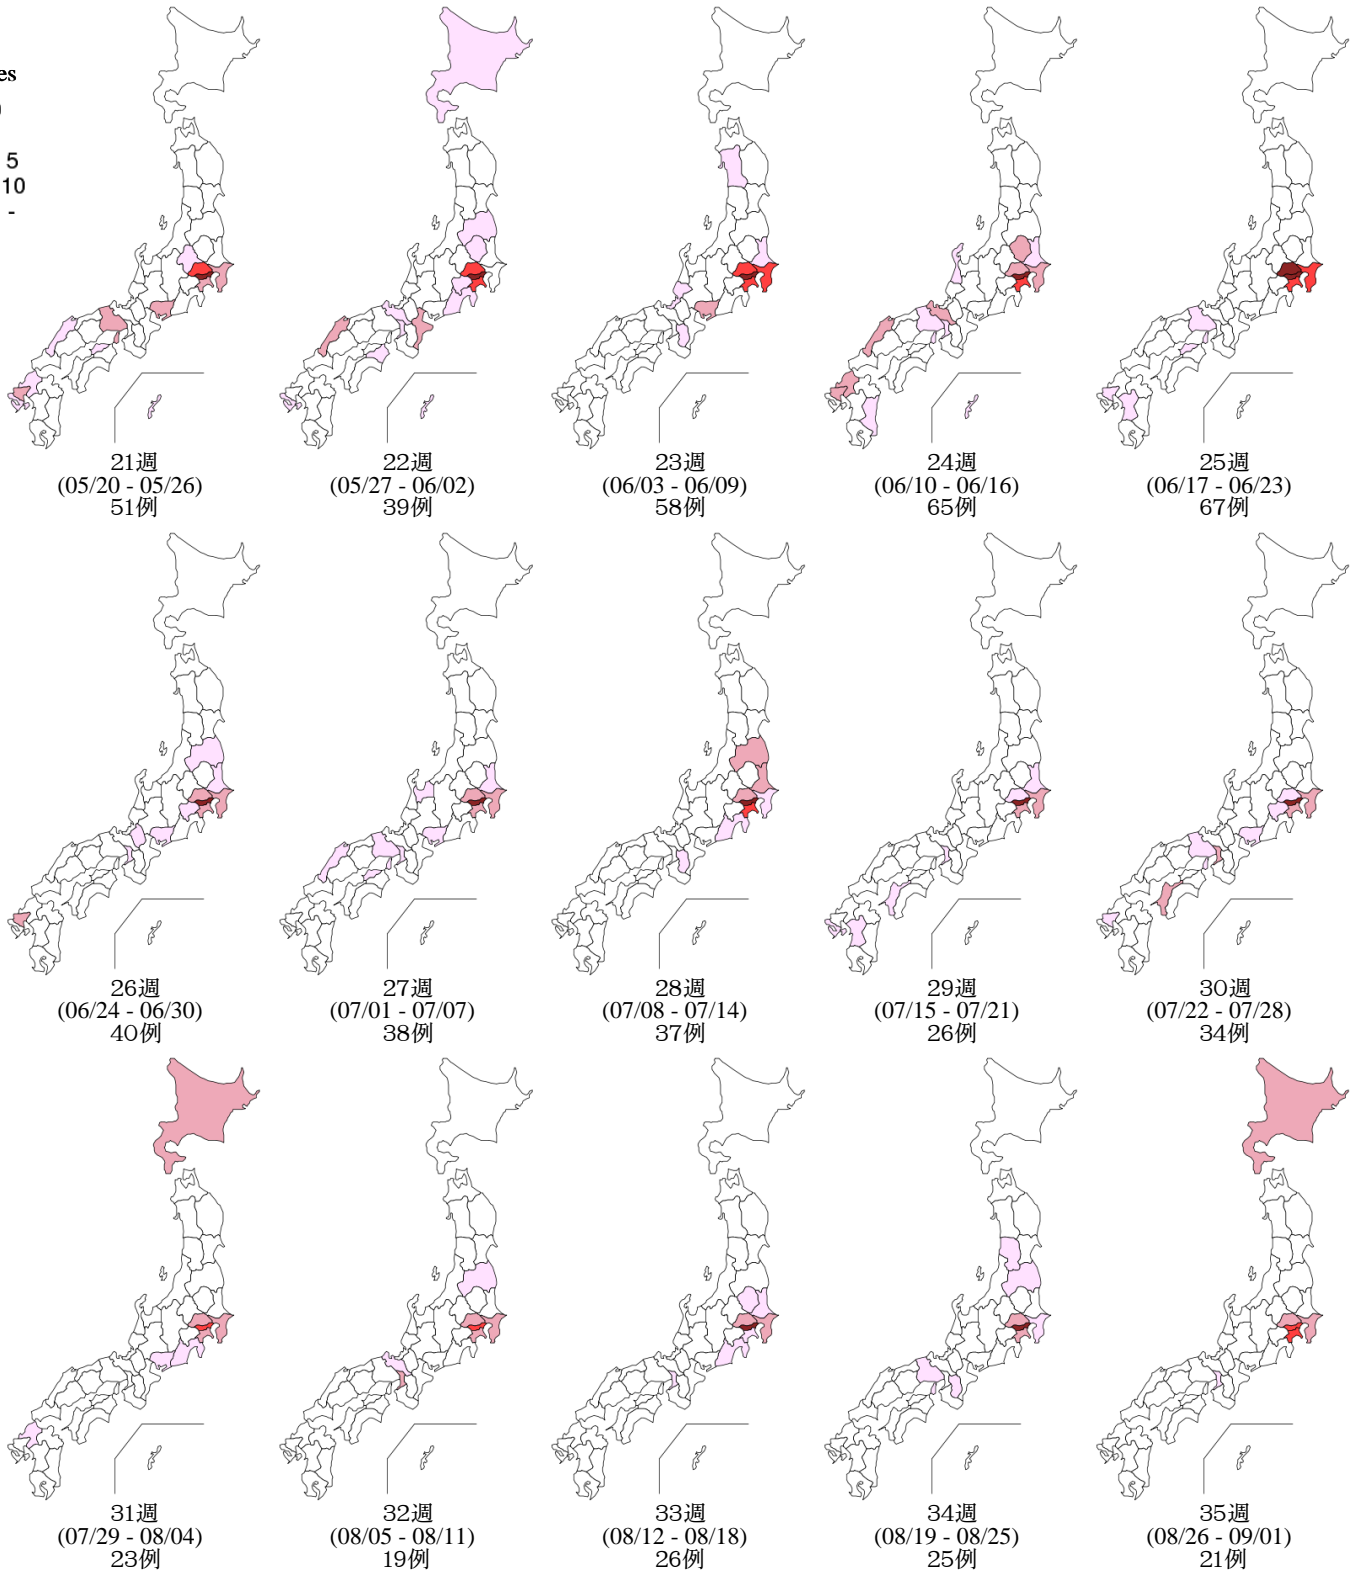 es
5
10
-
21週
(05/20 - 05/26)
51例
22週
(05/27 - 06/02)
39例
23週
(06/03 - 06/09)
58例
24週
(06/10 - 06/16)
65例
25週
(06/17 - 06/23)
67例
26週
(06/24 - 06/30)
40例
27週
(07/01 - 07/07)
38例
28週
(07/08 - 07/14)
37例
29週
(07/15 - 07/21)
26例
30週
(07/22 - 07/28)
34例
31週
(07/29 - 08/04)
23例
32週
(08/05 - 08/11)
19例
33週
(08/12 - 08/18)
26例
34週
(08/19 - 08/25)
25例
35週
(08/26 - 09/01)
21例